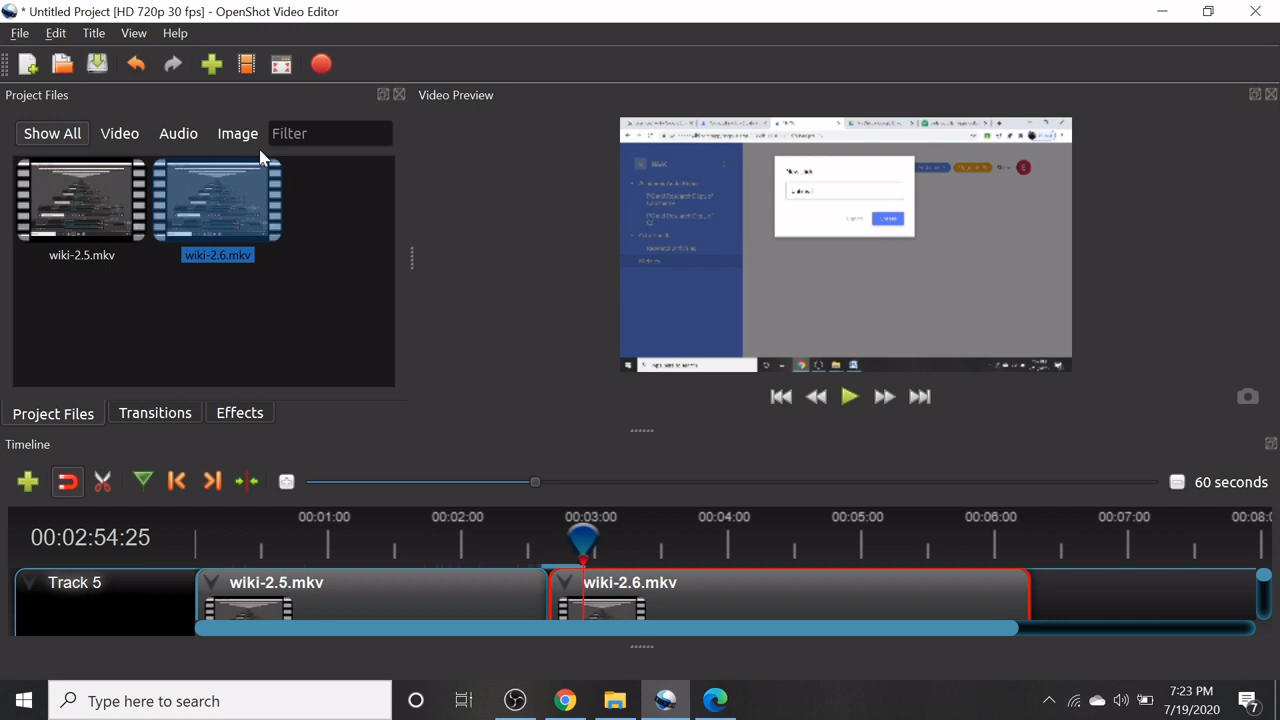 * Untitled Project [HD 720p 30 fps] - OpenShot Video Editor
File Edit Title View Help
Project Files
Video Preview
Show All Video Audio Image Filter
wiki-2.5.mkv
wiki-2.6.mkv
Project Files Transitions Effects
Timeline
60 seconds
00:02:54:25
00:01:00 00:02:00 00:03:00 00:04:00 00:05:00 00:06:00 00:07:00 00:08:0
Track 5
wiki-2.5.mkv
wiki-2.6.mkv
Type here to search
7:23 PM
7/19/2020
7